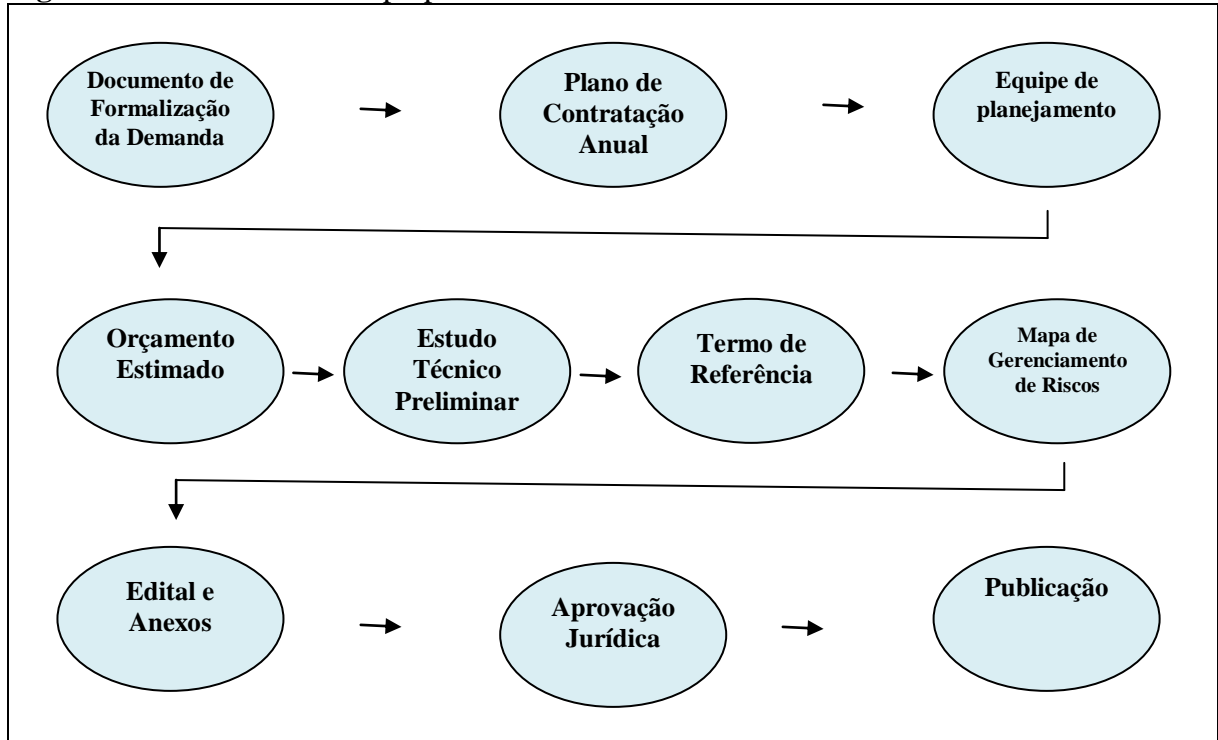 Documento de
Formalização
da Demanda
Plano de
Contratação
Anual
Equipe de
planejamento
Orçamento
Estimado
Estudo
Técnico
Preliminar
Termo de
Referência
Mapa de
Gerenciamento
de Riscos
Edital e
Anexos
Aprovação
Jurídica
Publicação